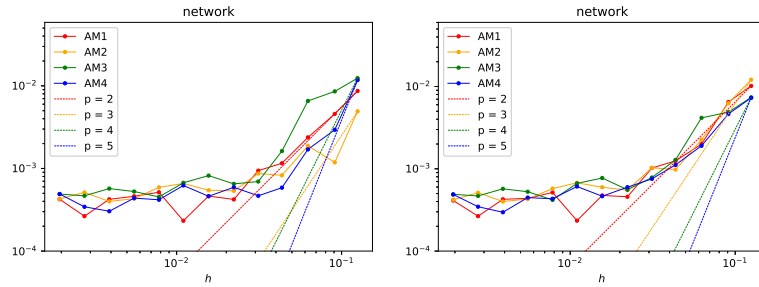 network
AM1
AM2
AM3
AM4
p = 2
p = 3
p = 4
p = 5
10⁻²
10⁻³
10⁻⁴
10⁻²
10⁻¹
h
network
AM1
AM2
AM3
AM4
p = 2
p = 3
p = 4
p = 5
10⁻²
10⁻³
10⁻⁴
10⁻²
10⁻¹
h